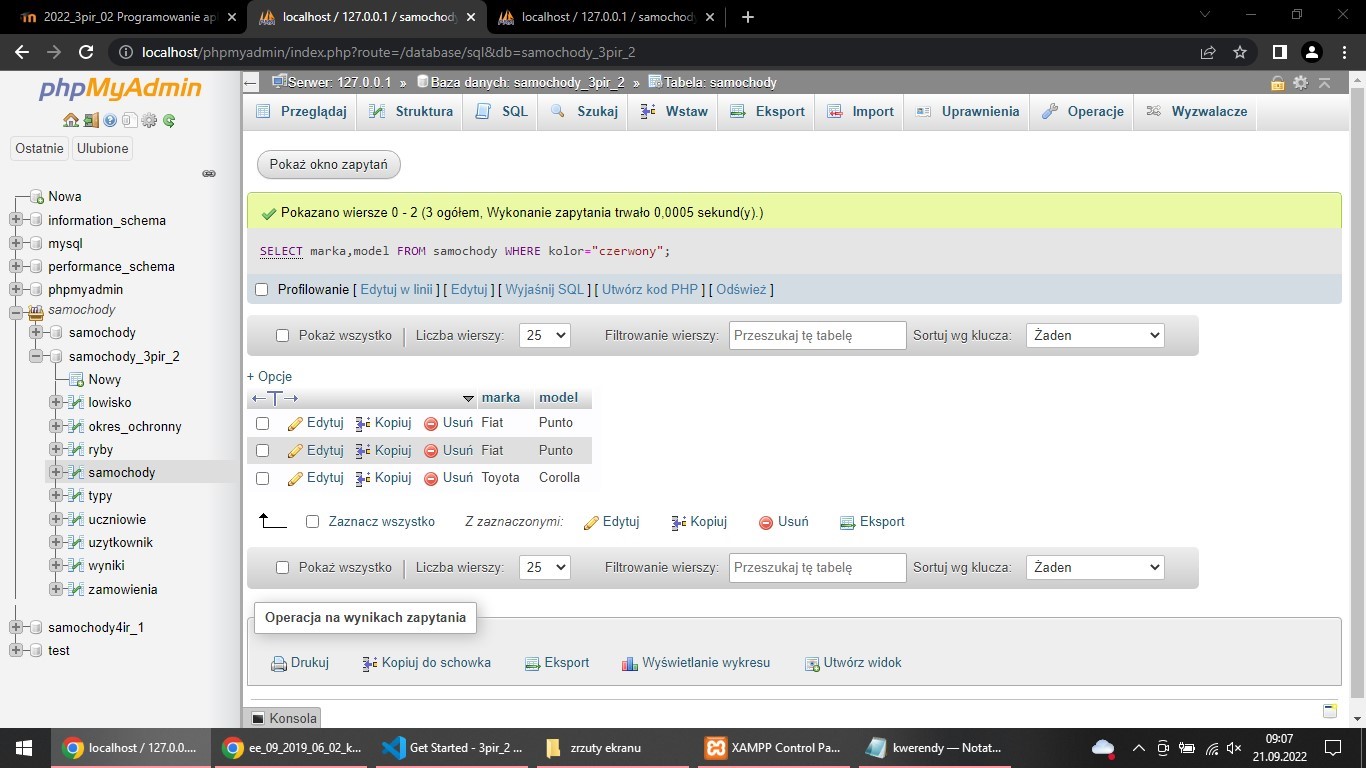 2022_3pir_02 Programowanie apl
localhost / 127.0.0.1 / samochody
localhost / 127.0.0.1 / samochody
localhost/phpmyadmin/index.php?route=/database/sql&db=samochody_3pir_2
phpMyAdmin
Ostatnie Ulubione
Nowa
information_schema
mysql
performance_schema
phpmyadmin
samochody
samochody
samochody_3pir_2
Nowy
lowisko
okres_ochronny
ryby
samochody
typy
uczniowie
uzytkownik
wyniki
zamowienia
samochody4ir_1
test
Serwer: 127.0.0.1 » Baza danych: samochody_3pir_2 » Tabela: samochody
Przeglądaj Struktura SQL Szukaj Wstaw Eksport Import Uprawnienia Operacje Wyzwalacze
Pokaż okno zapytań
Pokazano wiersze 0 - 2 (3 ogółem, Wykonanie zapytania trwało 0,0005 sekund(y).)
SELECT marka,model FROM samochody WHERE kolor="czerwony";
Profilowanie [ Edytuj w linii ] [ Edytuj ] [ Wyjaśnij SQL ] [ Utwórz kod PHP ] [ Odśwież ]
Pokaż wszystko Liczba wierszy: 25 Filtrowanie wierszy: Przeszukaj tę tabelę Sortuj wg klucza: Żaden
+ Opcje
←T→ marka model
Edytuj Kopiuj Usuń Fiat Punto
Edytuj Kopiuj Usuń Fiat Punto
Edytuj Kopiuj Usuń Toyota Corolla
Zaznacz wszystko Z zaznaczonymi: Edytuj Kopiuj Usuń Eksport
Pokaż wszystko Liczba wierszy: 25 Filtrowanie wierszy: Przeszukaj tę tabelę Sortuj wg klucza: Żaden
Operacja na wynikach zapytania
Drukuj Kopiuj do schowka Eksport Wyświetlanie wykresu Utwórz widok
Konsola
localhost / 127.0.0....
ee_09_2019_06_02_k...
Get Started - 3pir_2 ...
zrzuty ekranu
XAMPP Control Pa...
kwerendy — Notat...
09:07
21.09.2022